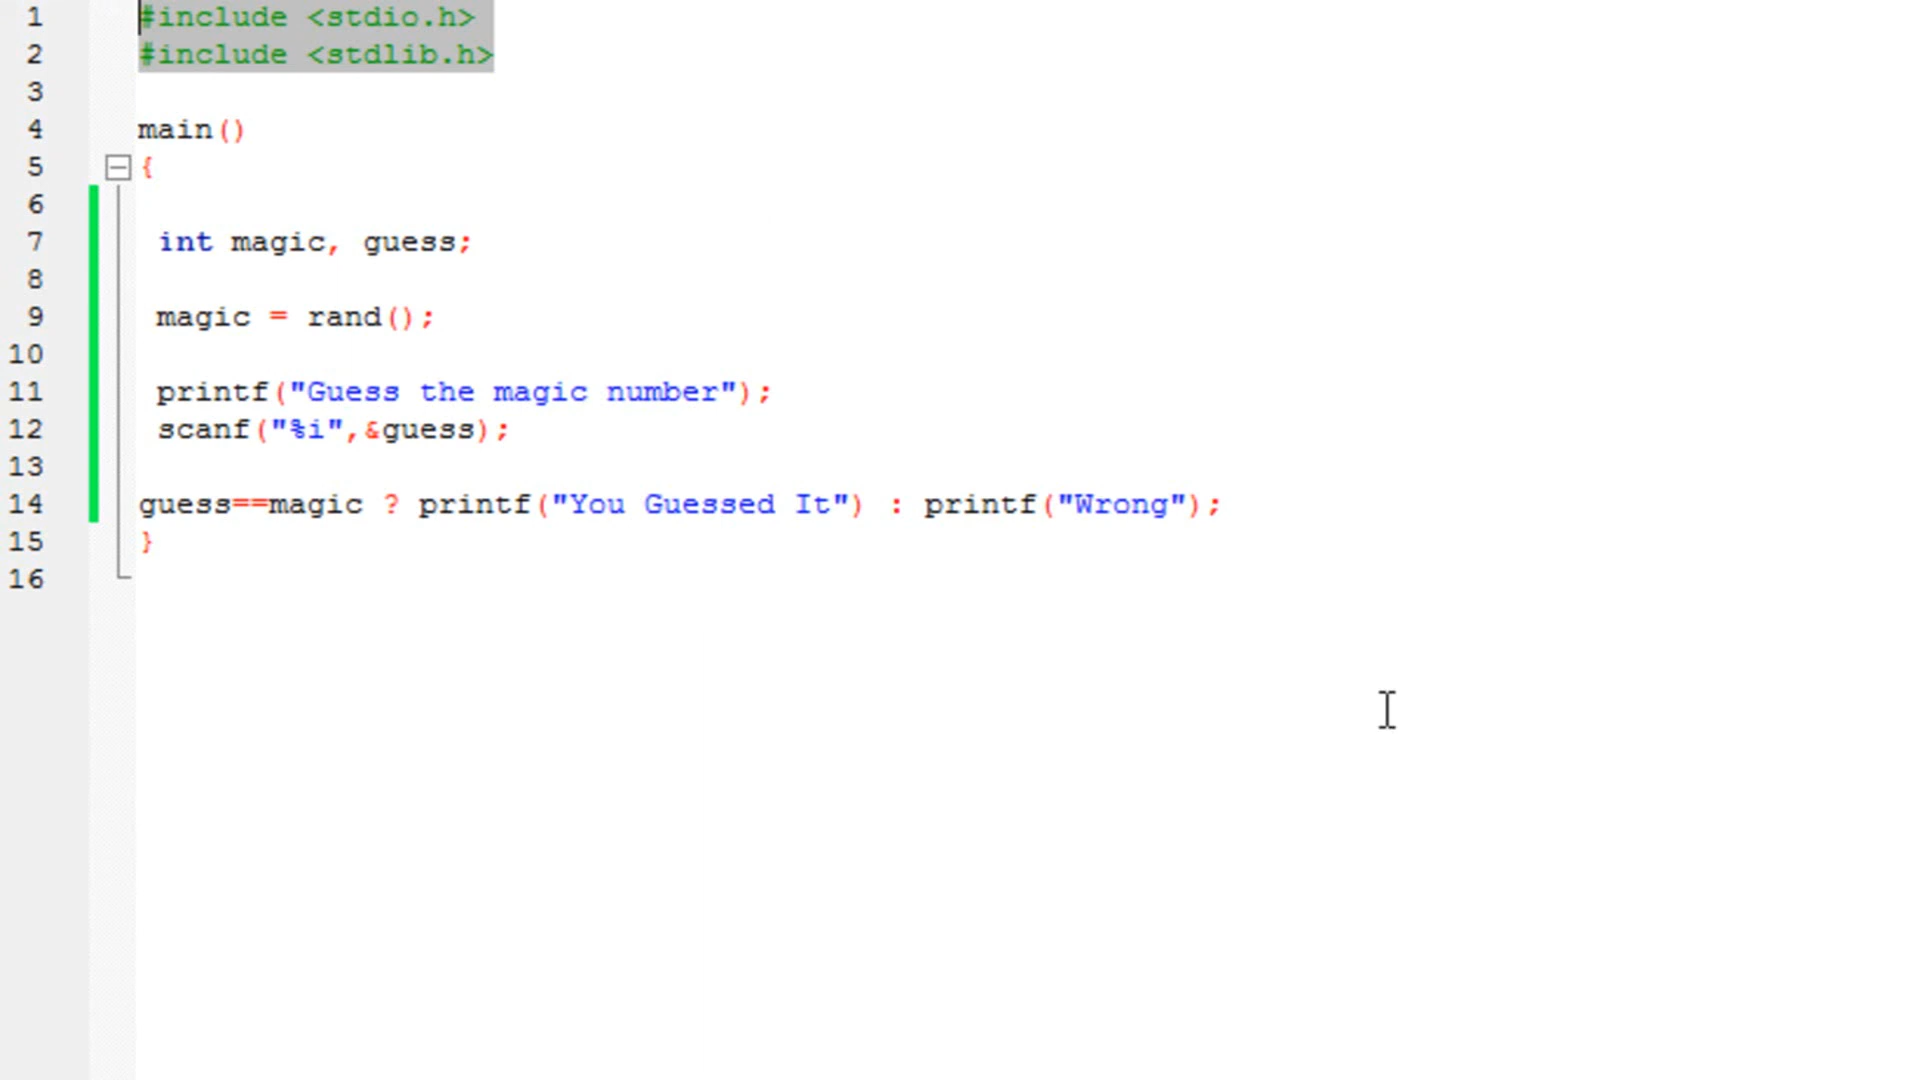 1 #include <stdio.h>
2 #include <stdlib.h>
3
4 main()
5 {
6
7 int magic, guess;
8
9 magic = rand();
10
11 printf("Guess the magic number");
12 scanf("%i",&guess);
13
14 guess==magic ? printf("You Guessed It") : printf("Wrong");
15 }
16